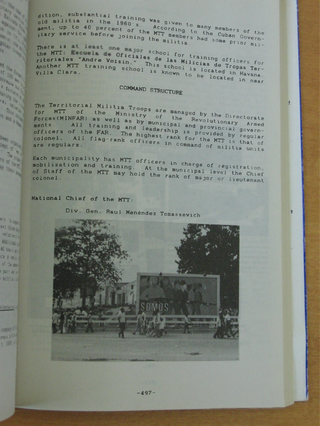 dition, substantial training was given to many members of the
old militia in the 1960's. According to the Cuban Govern-
ment, up to 60 percent of the MTT members had some prior mil-
itary service before joining the militia.
There is at least one major school for training officers for
the MTT: Escuela de Oficiales de las Milicias de Tropas Ter-
ritoriales "Andre Voisin." This school is located in Havana.
Another MTT training school is known to be located in near
Villa Clara.
COMMAND STRUCTURE
The Territorial Militia Troops are managed by the Directorate
for MTT of the Ministry of the Revolutionary Armed
Forces(MINFAR) as well as by municipal and provincial govern-
ments. All training and leadership is provided by regular
officers of the FAR. The highest rank for the MTT is that of
colonel. All flag rank officers in command of militia units
are regulars.
Each municipality has MTT officers in charge of registration,
mobilization and training. At the municipal level the Chief
of Staff of the MTT may hold the rank of major or lieutenant
colonel.
National Chief of the MTT:
Div. Gen. Raul Menendez Tomassevich
SOMOS
-697-